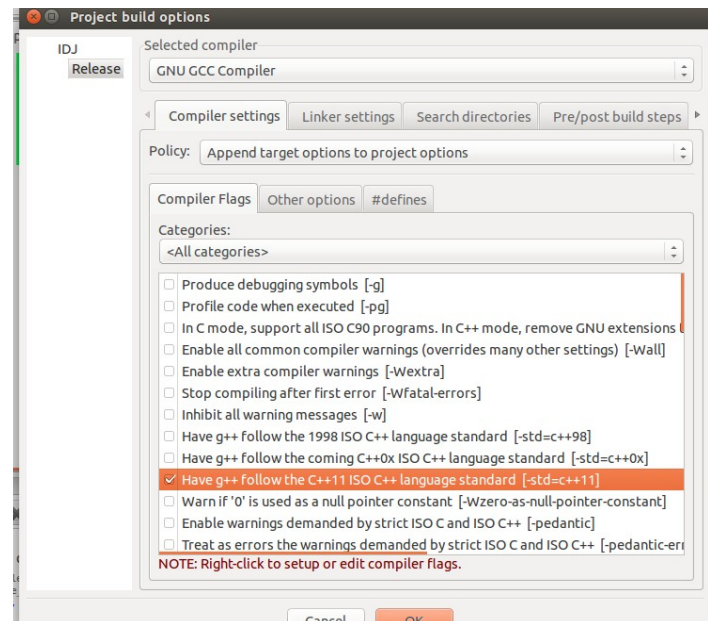 Project build options
IDJ
Release
Selected compiler
GNU GCC Compiler
Compiler settings
Linker settings
Search directories
Pre/post build steps
Policy:
Append target options to project options
Compiler Flags
Other options
#defines
Categories:
<All categories>
Produce debugging symbols [-g]
Profile code when executed [-pg]
In C mode, support all ISO C90 programs. In C++ mode, remove GNU extensions
Enable all common compiler warnings (overrides many other settings) [-Wall]
Enable extra compiler warnings [-Wextra]
Stop compiling after first error [-Wfatal-errors]
Inhibit all warning messages [-w]
Have g++ follow the 1998 ISO C++ language standard [-std=c++98]
Have g++ follow the coming C++0x ISO C++ language standard [-std=c++0x]
Have g++ follow the C++11 ISO C++ language standard [-std=c++11]
Warn if '0' is used as a null pointer constant [-Wzero-as-null-pointer-constant]
Enable warnings demanded by strict ISO C and ISO C++ [-pedantic]
Treat as errors the warnings demanded by strict ISO C and ISO C++ [-pedantic-err
NOTE: Right-click to setup or edit compiler flags.
Cancel
OK